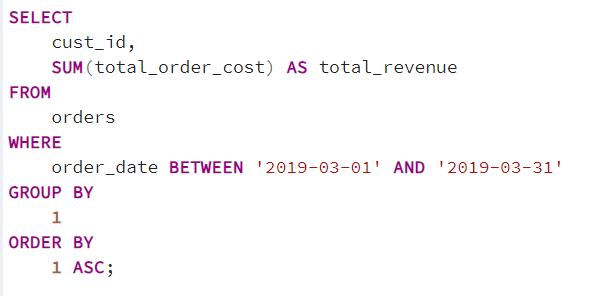 SELECT
    cust_id,
    SUM(total_order_cost) AS total_revenue
FROM
    orders
WHERE
    order_date BETWEEN '2019-03-01' AND '2019-03-31'
GROUP BY
    1
ORDER BY
    1 ASC;